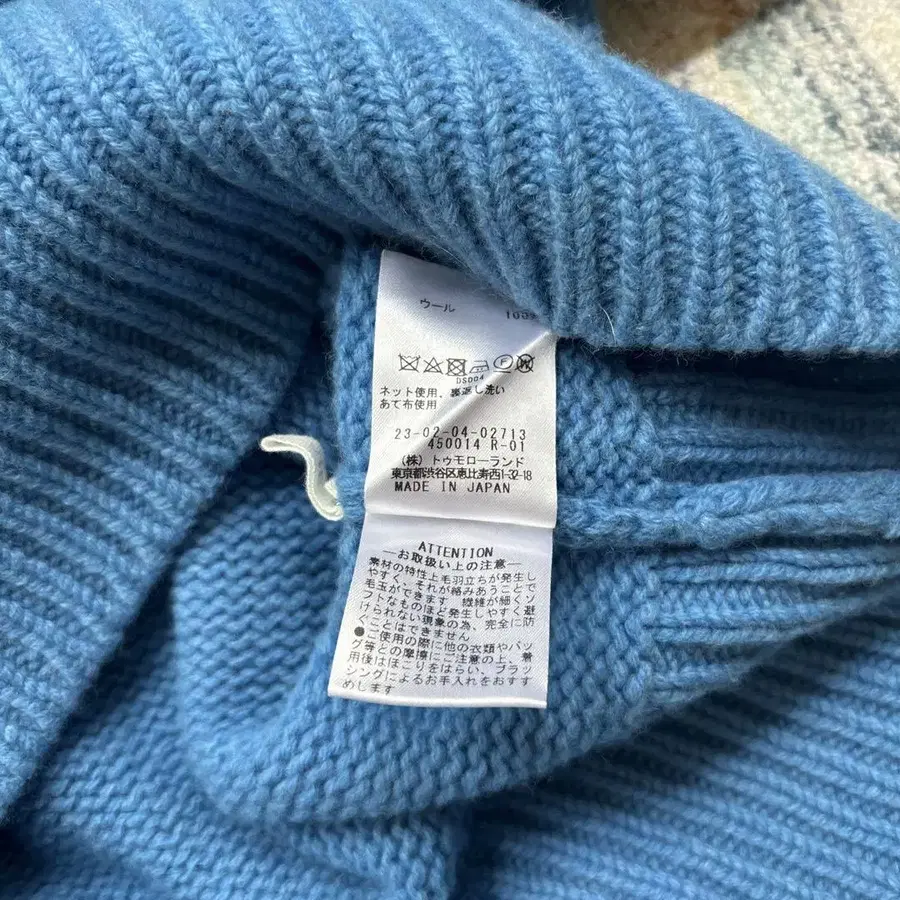 ウール 100%
F W
DSD04
ネット使用、裏返し洗い
あて布使用
23-02-04-02713
450014 R-01
(株) トゥモローランド
東京都渋谷区恵比寿西1-32-18
MADE IN JAPAN
ATTENTION
—お取扱い上の注意—
素材の特性上毛羽立ちが発生し
やすく、それが絡みあうことで
毛玉ができます 繊維が細くソ
フトなものほど発生しやすく避
けられない現象の為、完全に防
ぐことはできません
●ご使用の際に他の衣類やバッ
グ等との摩擦にご注意の上、着
用後はほこりをはらい、ブラッ
シングによるお手入れをおすす
めします